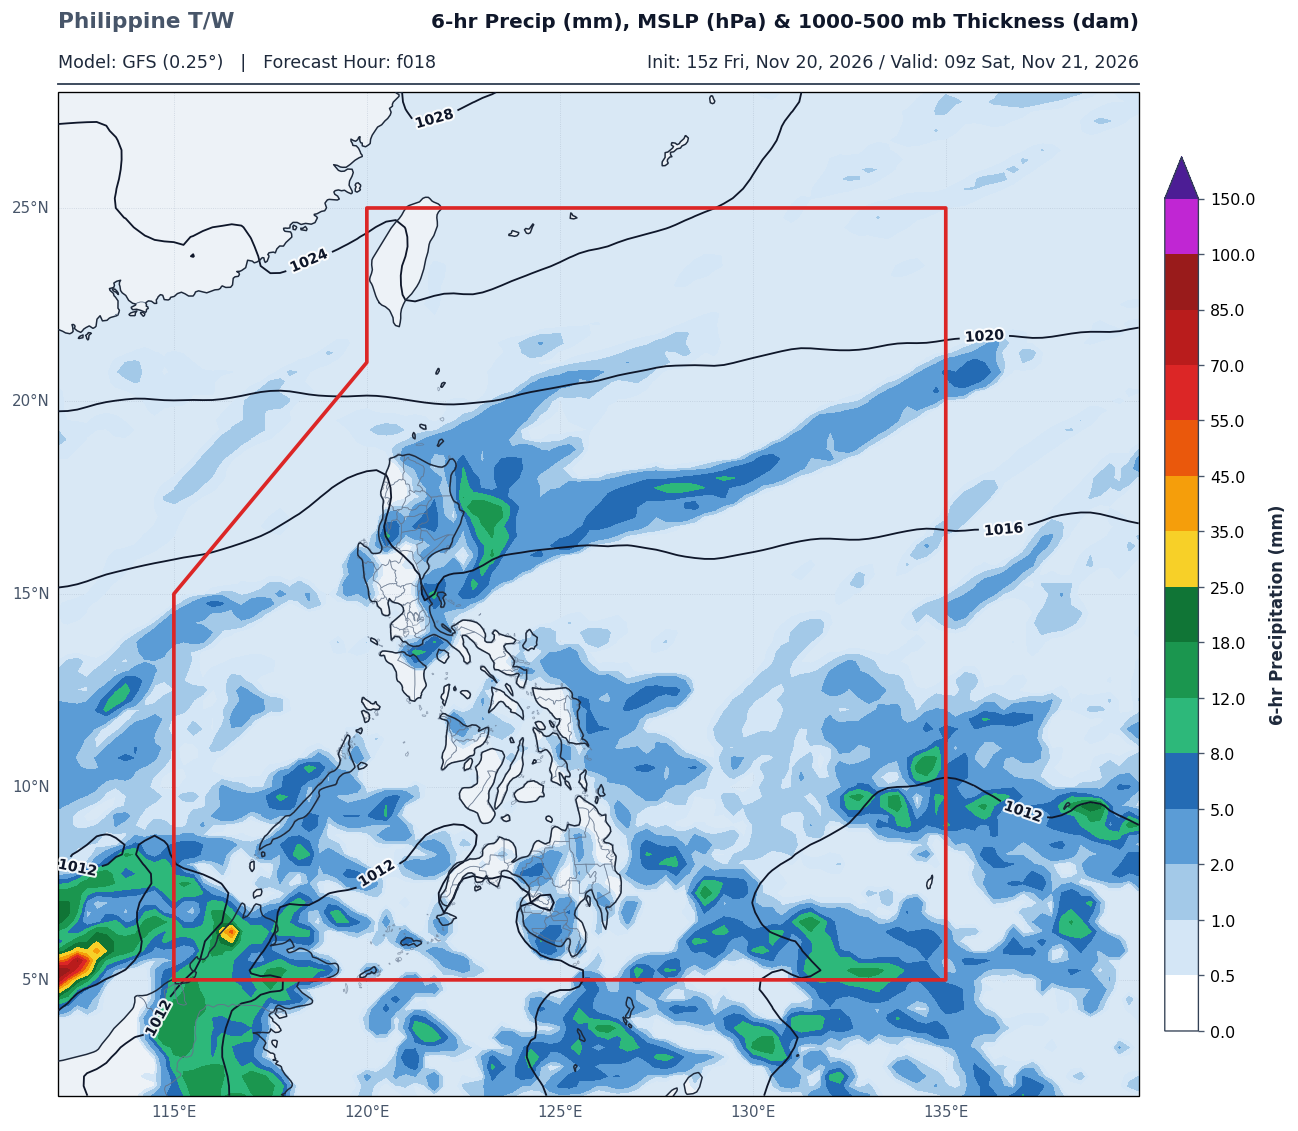 Philippine T/W
6-hr Precip (mm), MSLP (hPa) & 1000-500 mb Thickness (dam)
Model: GFS (0.25°) | Forecast Hour: f018
Init: 15z Fri, Nov 20, 2026 / Valid: 09z Sat, Nov 21, 2026
1028
1024
1020
1016
1012
1012
1012
1012
25°N
20°N
15°N
10°N
5°N
115°E
120°E
125°E
130°E
135°E
150.0
100.0
85.0
70.0
55.0
45.0
35.0
25.0
18.0
12.0
8.0
5.0
2.0
1.0
0.5
0.0
6-hr Precipitation (mm)